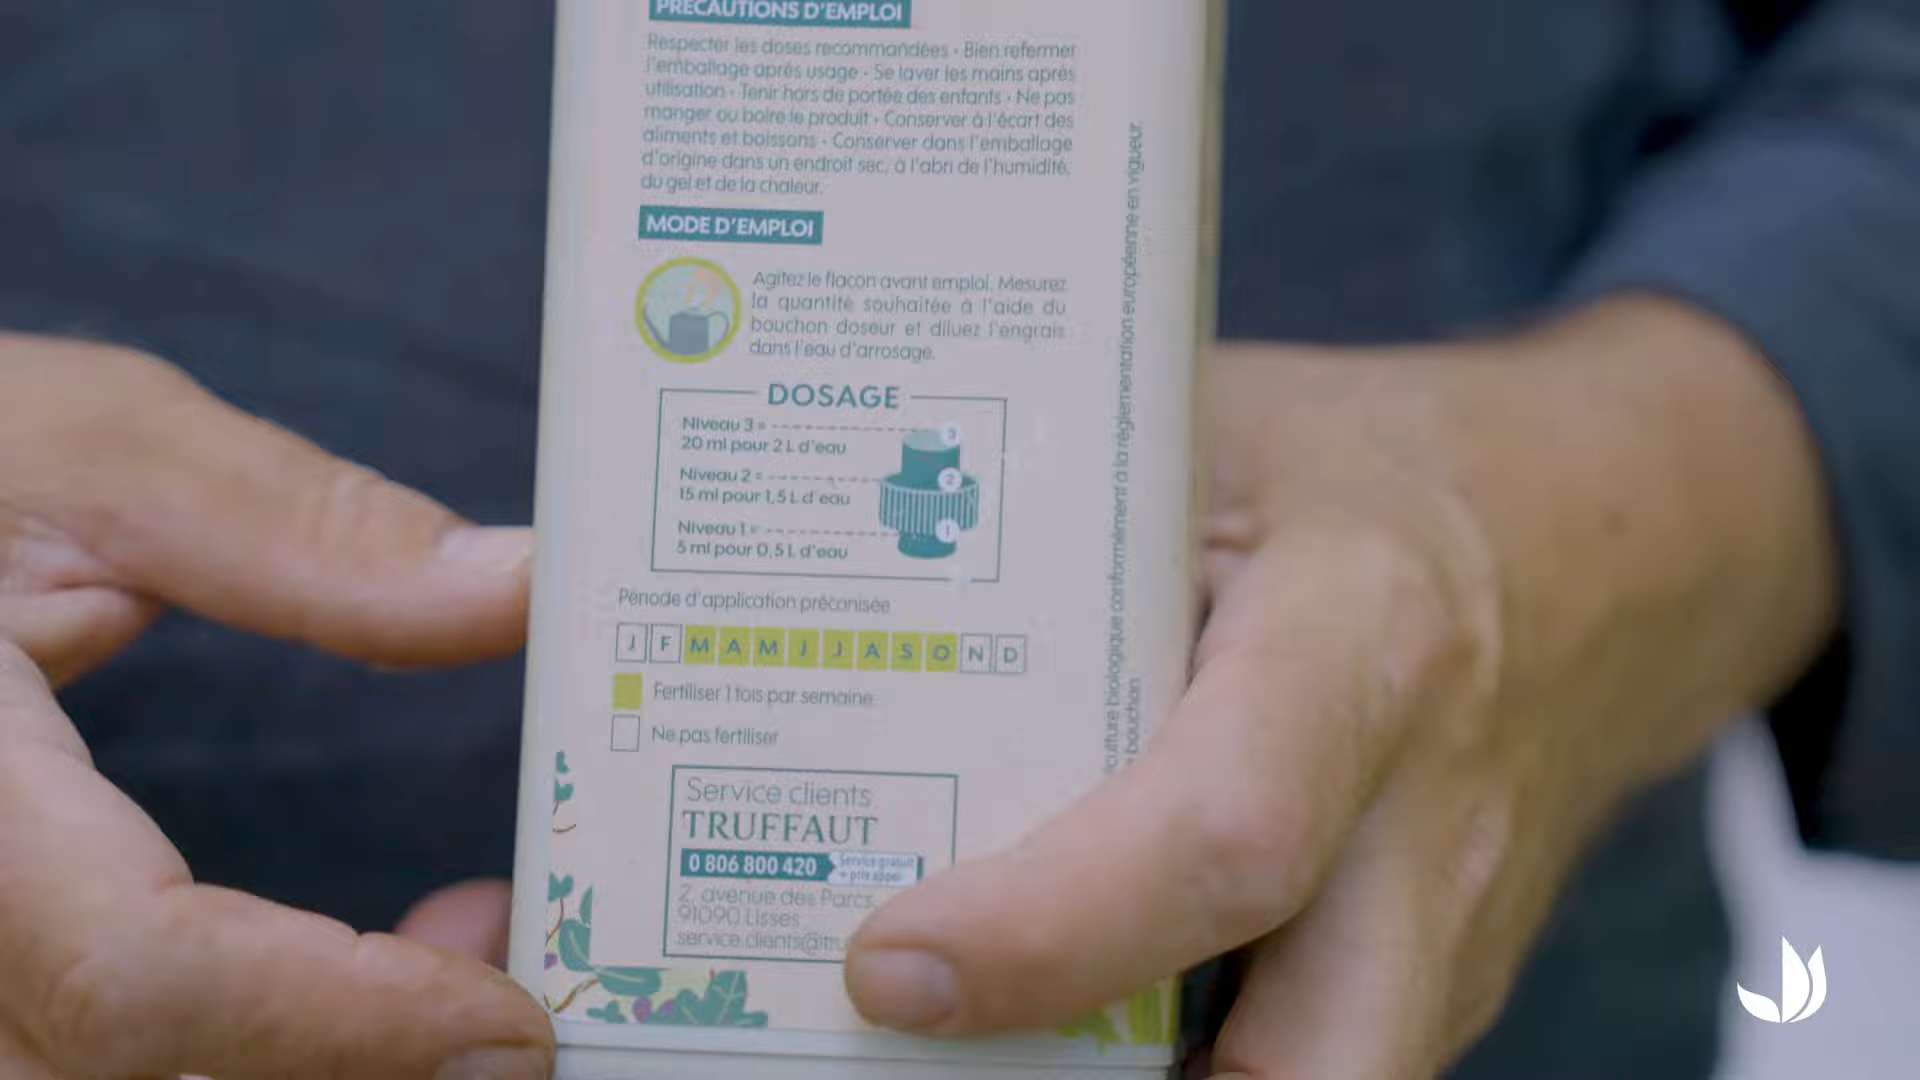 PRÉCAUTIONS D'EMPLOI
Respecter les doses recommandées • Bien refermer
l'emballage après usage • Se laver les mains après
utilisation • Tenir hors de portée des enfants • Ne pas
manger ou boire le produit • Conserver à l'écart des
aliments et boissons • Conserver dans l'emballage
d'origine dans un endroit sec, à l'abri de l'humidité,
du gel et de la chaleur.
MODE D'EMPLOI
Agitez le flacon avant emploi. Mesurez
la quantité souhaitée à l'aide du
bouchon doseur et diluez l'engrais
dans l'eau d'arrosage.
DOSAGE
Niveau 3 =
20 ml pour 2 L d'eau
Niveau 2 =
15 ml pour 1,5 L d'eau
Niveau 1 =
5 ml pour 0,5 L d'eau
3
2
1
Période d'application préconisée
J F M A M J J A S O N D
Fertiliser 1 fois par semaine
Ne pas fertiliser
Service clients
TRUFFAUT
0 806 800 420
Service gratuit
+ prix appel
2, avenue des Parcs,
91090 Lisses
service.clients@tru
culture biologique conformément à la réglementation européenne en vigueur.
bouchon